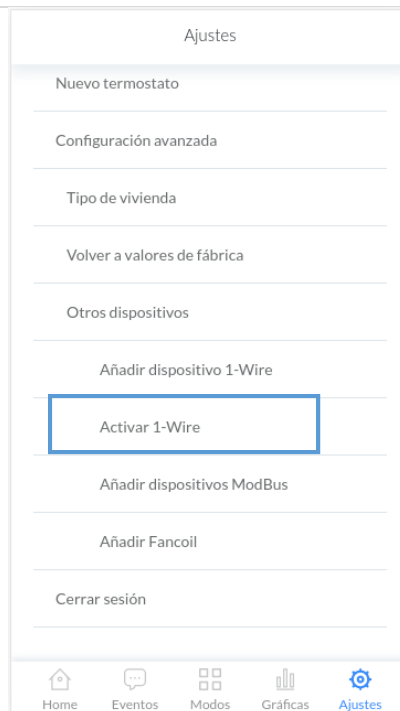 Ajustes
Nuevo termostato
Configuración avanzada
Tipo de vivienda
Volver a valores de fábrica
Otros dispositivos
Añadir dispositivo 1-Wire
Activar 1-Wire
Añadir dispositivos ModBus
Añadir Fancoil
Cerrar sesión
Home Eventos Modos Gráficas Ajustes